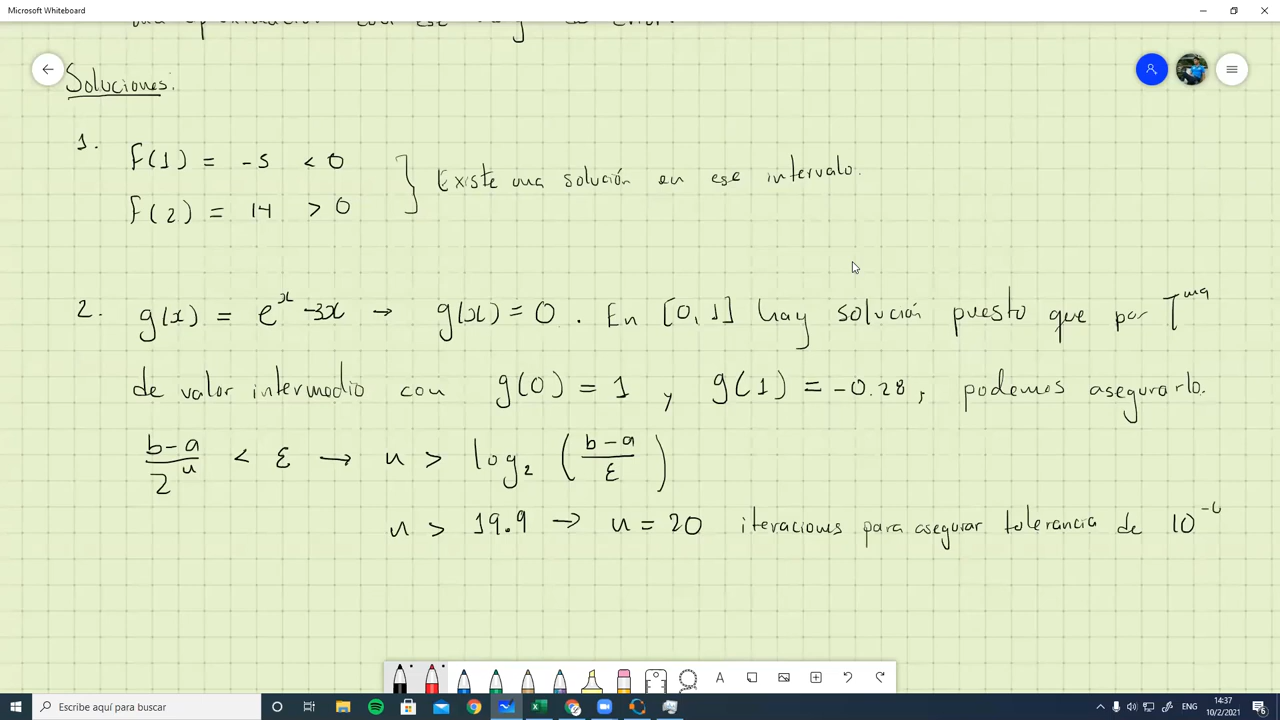 Microsoft Whiteboard
Soluciones:
1.
F(1) = -5 < 0
F(2) = 14 > 0
Existe una solución en ese intervalo.
2. g(x) = e^x -3x → g(x) = 0. En [0,1] hay solución puesto que por T^ma
de valor intermedio con g(0) = 1 y g(1) = -0.28, podemos asegurarlo.
(b-a)/2^n < ε → n > log₂ ((b-a)/ε)
n > 19.9 → n = 20 iteraciones para asegurar tolerancia de 10^-6
A
Escribe aquí para buscar
ENG
14:37
10/2/2021